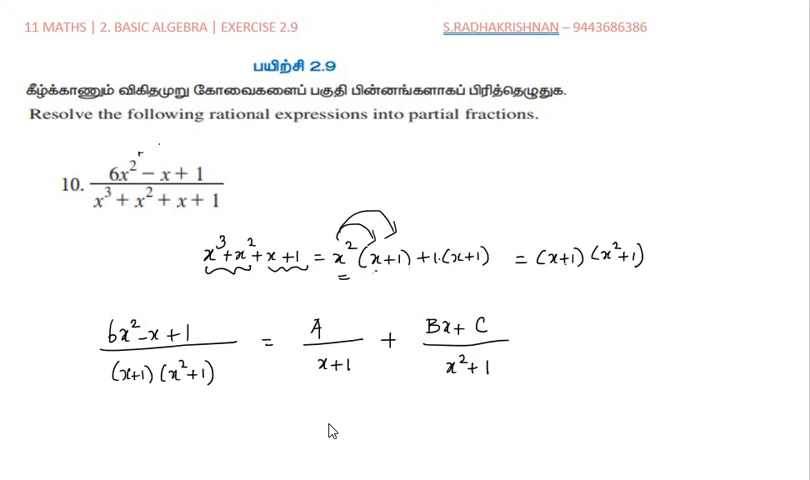 11 MATHS | 2. BASIC ALGEBRA | EXERCISE 2.9 S.RADHAKRISHNAN – 9443686386
பயிற்சி 2.9
கீழ்க்காணும் விகிதமுறு கோவைகளைப் பகுதி பின்னங்களாகப் பிரித்தெழுதுக.
Resolve the following rational expressions into partial fractions.
10. (6x² − x + 1)/(x³ + x² + x + 1)
x³+x²+x+1 = x²(x+1)+1.(x+1) = (x+1)(x²+1)
(6x²−x+1)/((x+1)(x²+1)) = A/(x+1) + (Bx+C)/(x²+1)